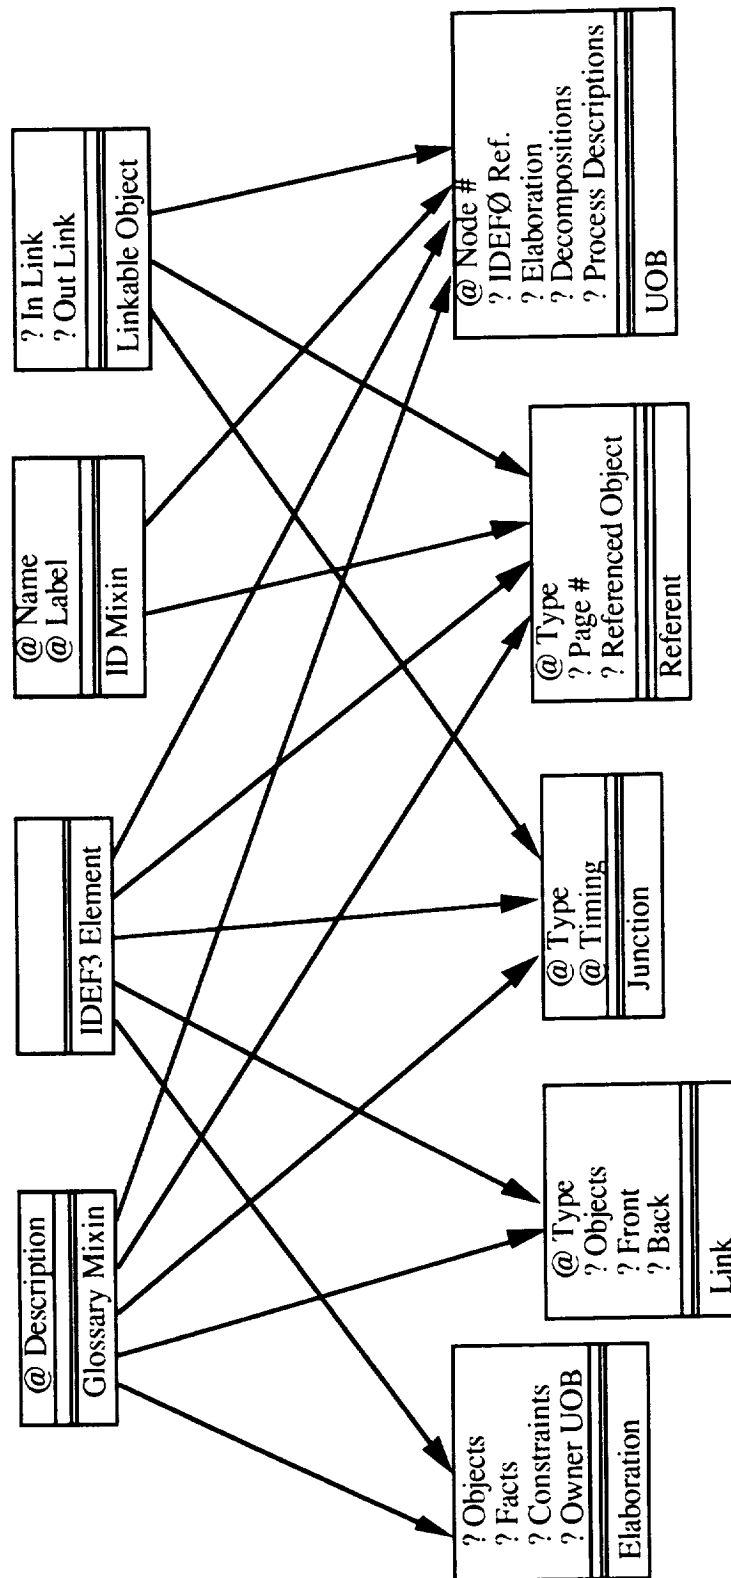 @ Description
Glossary Mixin
IDEF3 Element
@ Name
@ Label
ID Mixin
? In Link
? Out Link
Linkable Object
? Objects
? Facts
? Constraints
? Owner UOB
Elaboration
@ Type
? Objects
? Front
? Back
Link
@ Type
@ Timing
Junction
@ Type
? Page #
? Referenced Object
Referent
@ Node #
? IDEFØ Ref.
? Elaboration
? Decompositions
? Process Descriptions
UOB